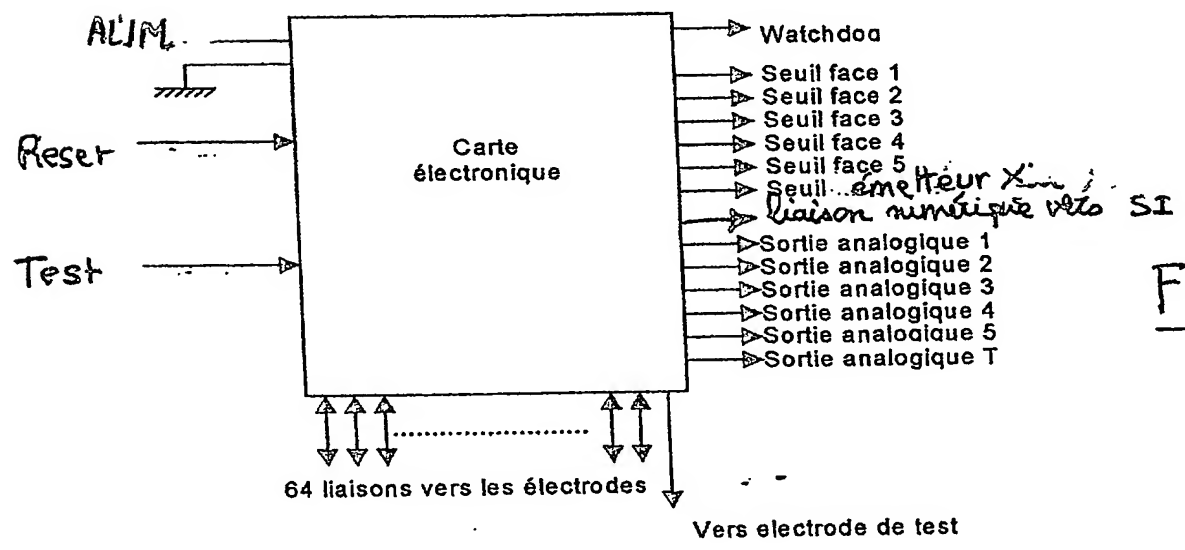 ALIM.
Reset
Test
Carte
électronique
Watchdog
Seuil face 1
Seuil face 2
Seuil face 3
Seuil face 4
Seuil face 5
Seuil émetteur
liaison numérique vers SI
Sortie analogique 1
Sortie analogique 2
Sortie analogique 3
Sortie analogique 4
Sortie analogique 5
Sortie analogique T
F
64 liaisons vers les électrodes
Vers electrode de test